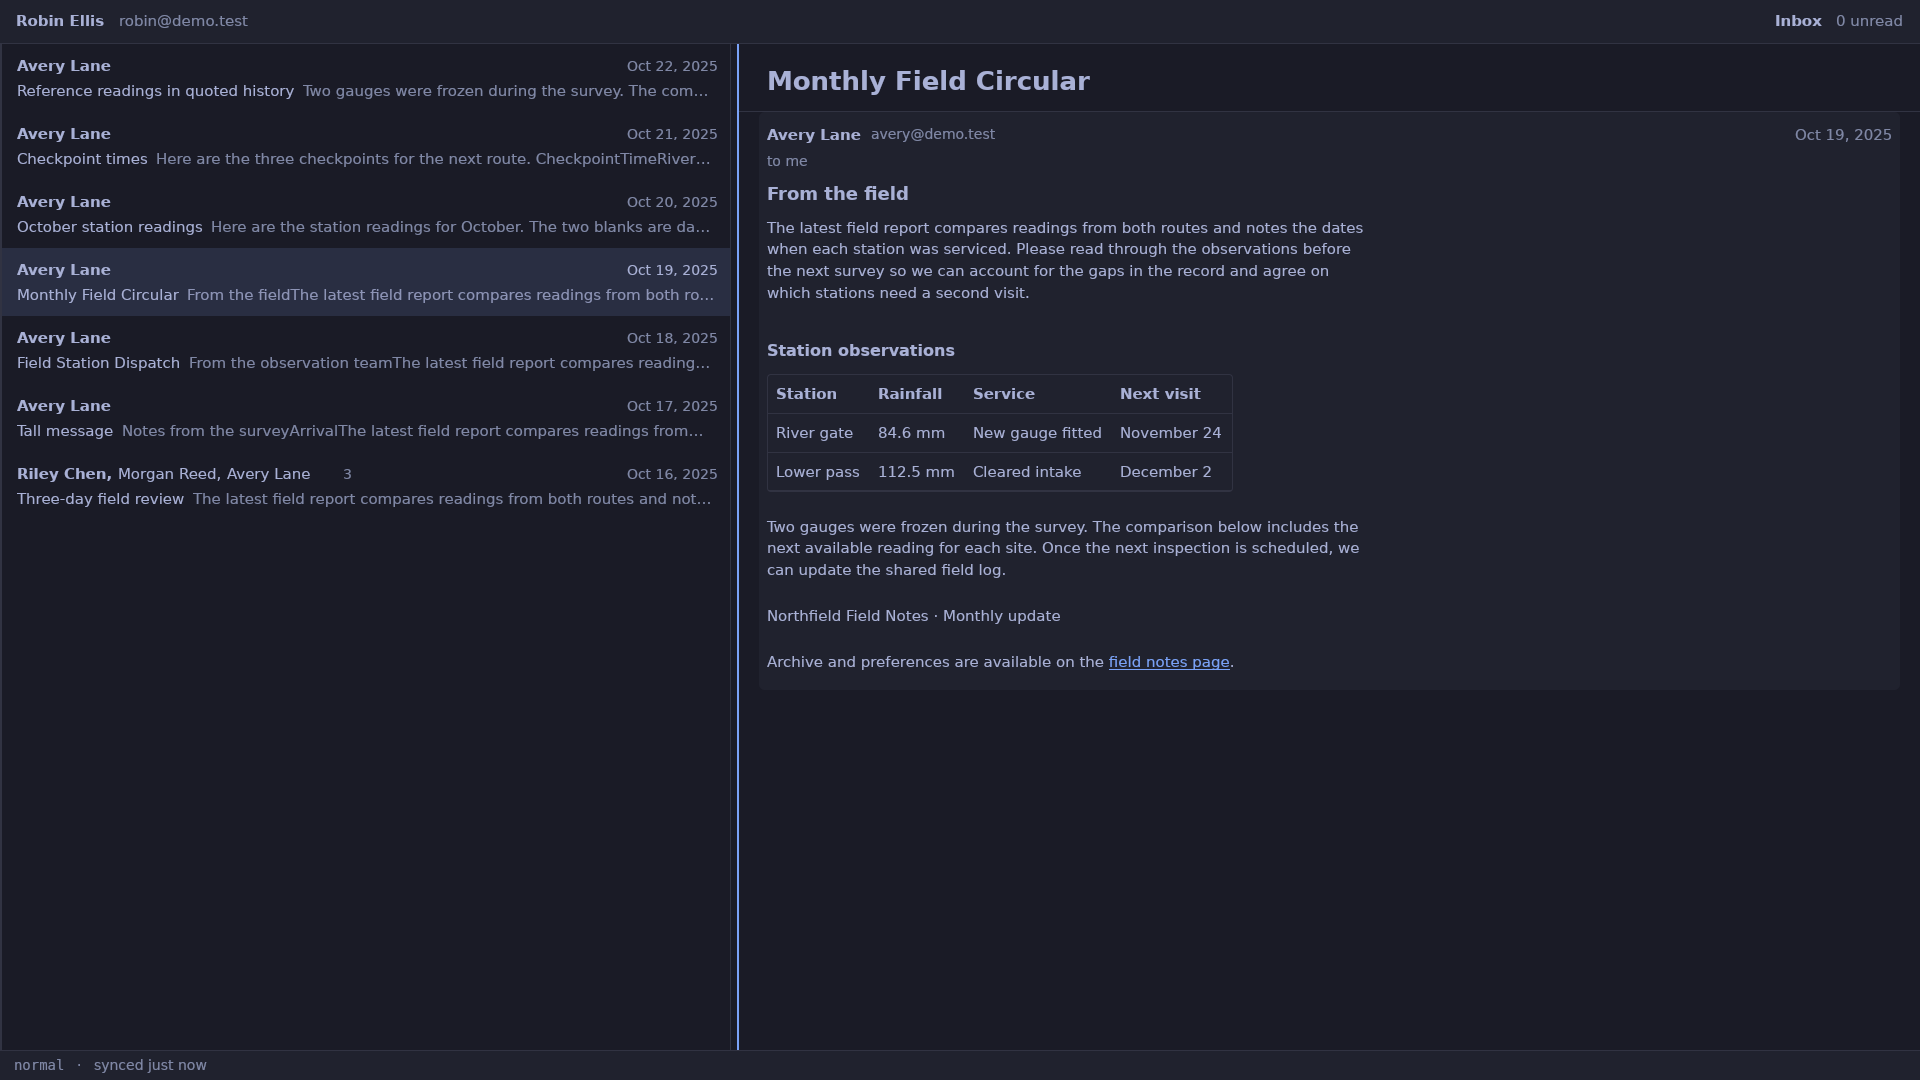 Robin Ellis robin@demo.test
Inbox 0 unread
Avery Lane Oct 22, 2025
Reference readings in quoted history Two gauges were frozen during the survey. The com…
Avery Lane Oct 21, 2025
Checkpoint times Here are the three checkpoints for the next route. CheckpointTimeRiver…
Avery Lane Oct 20, 2025
October station readings Here are the station readings for October. The two blanks are da…
Avery Lane Oct 19, 2025
Monthly Field Circular From the fieldThe latest field report compares readings from both ro…
Avery Lane Oct 18, 2025
Field Station Dispatch From the observation teamThe latest field report compares reading…
Avery Lane Oct 17, 2025
Tall message Notes from the surveyArrivalThe latest field report compares readings from…
Riley Chen, Morgan Reed, Avery Lane 3 Oct 16, 2025
Three-day field review The latest field report compares readings from both routes and not…
Monthly Field Circular
Avery Lane avery@demo.test Oct 19, 2025
to me
From the field
The latest field report compares readings from both routes and notes the dates
when each station was serviced. Please read through the observations before
the next survey so we can account for the gaps in the record and agree on
which stations need a second visit.
Station observations
Station Rainfall Service Next visit
River gate 84.6 mm New gauge fitted November 24
Lower pass 112.5 mm Cleared intake December 2
Two gauges were frozen during the survey. The comparison below includes the
next available reading for each site. Once the next inspection is scheduled, we
can update the shared field log.
Northfield Field Notes · Monthly update
Archive and preferences are available on the field notes page.
normal · synced just now